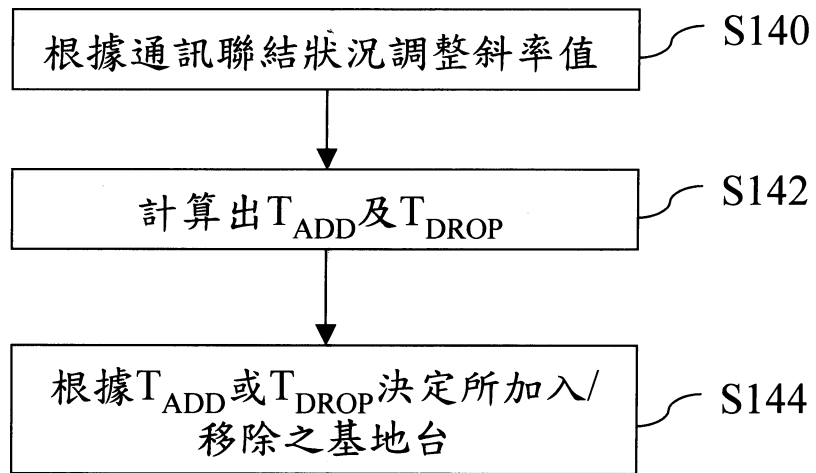 根據通訊聯結狀況調整斜率值
S140
計算出TADD及TDROP
S142
根據TADD或TDROP決定所加入/
移除之基地台
S144